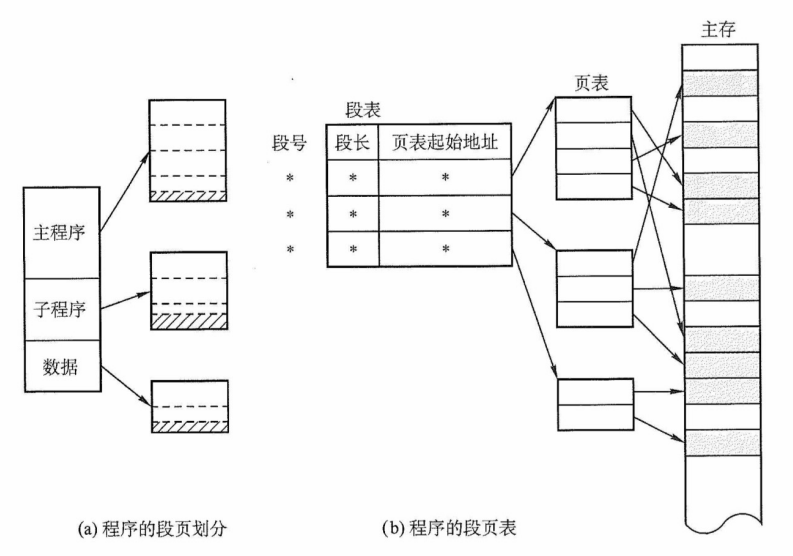 主存
页表
段表
段号
段长
页表起始地址
*
*
*
*
*
*
*
*
*
主程序
子程序
数据
(a) 程序的段页划分
(b) 程序的段页表